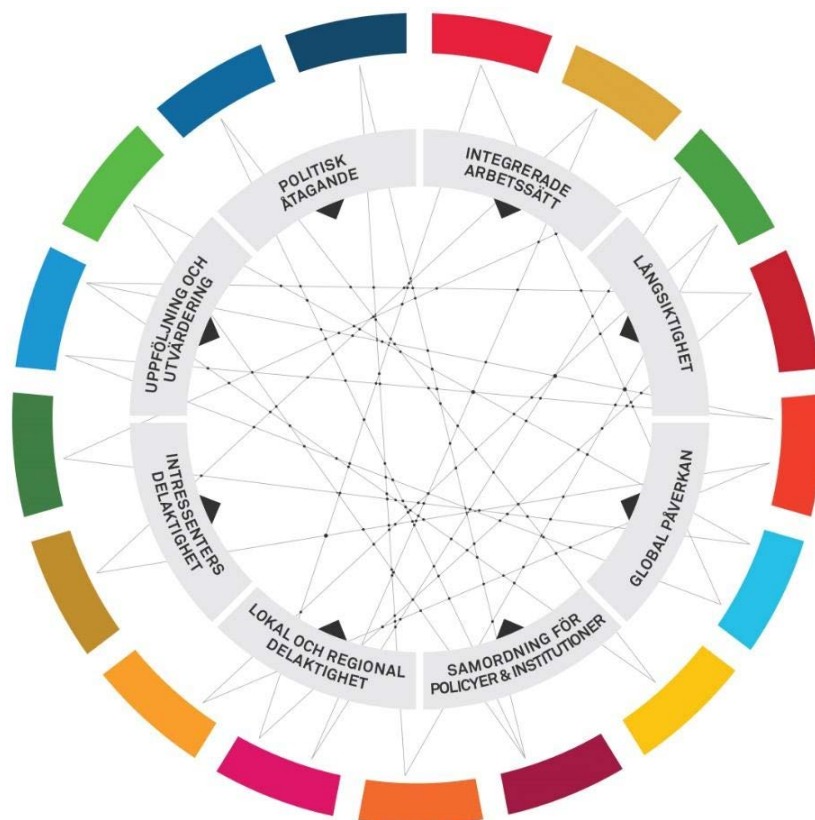 POLITISK
ÅTAGANDE
INTEGRERADE
ARBETSSÄTT
LÅNGSIKTIGHET
GLOBAL PÅVERKAN
SAMORDNING FÖR
POLICYER & INSTITUTIONER
LOKAL OCH REGIONAL
DELAKTIGHET
INTRESSENTERS
DELAKTIGHET
UPPFÖLJNING OCH
UTVÄRDERING